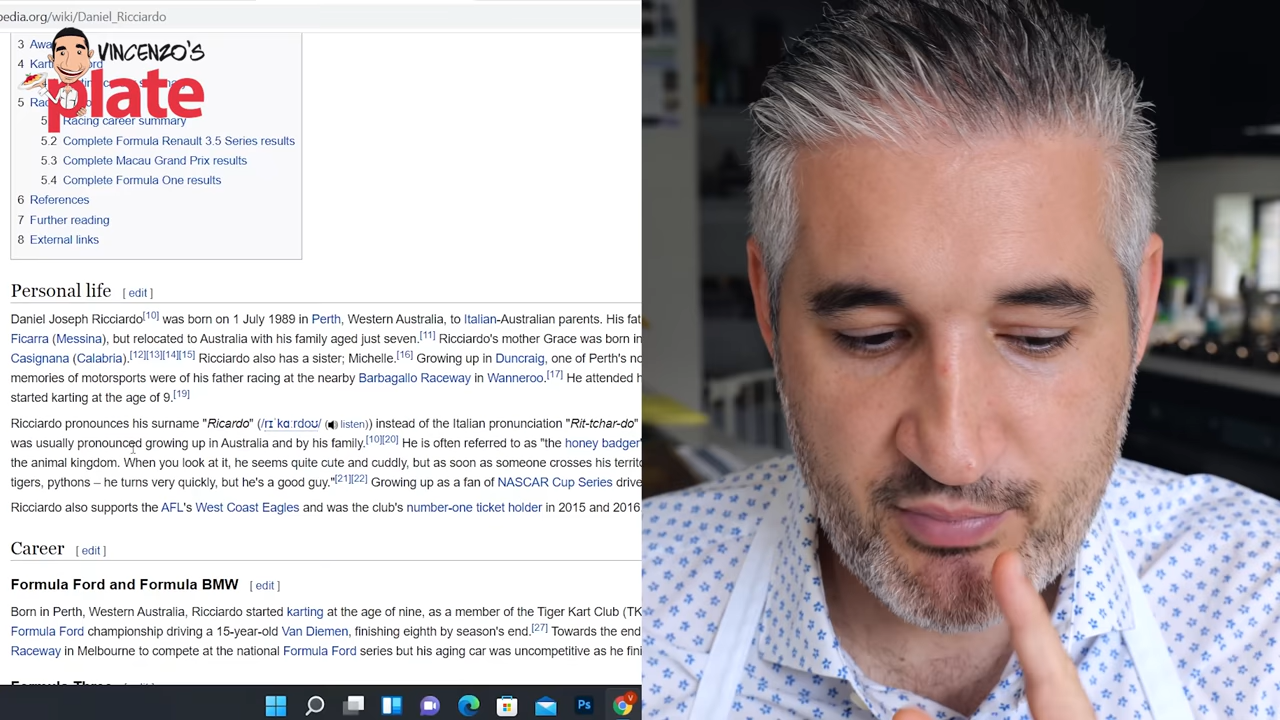 pedia.org/wiki/Daniel_Ricciardo
VINCENZO'S
plate
3
4
5
Racing career summary
5.2 Complete Formula Renault 3.5 Series results
5.3 Complete Macau Grand Prix results
5.4 Complete Formula One results
6 References
7 Further reading
8 External links
Personal life [ edit ]
Daniel Joseph Ricciardo[10] was born on 1 July 1989 in Perth, Western Australia, to Italian-Australian parents. His
Ficarra (Messina), but relocated to Australia with his family aged just seven.[11] Ricciardo's mother Grace was born in
Casignana (Calabria).[12][13][14][15] Ricciardo also has a sister; Michelle.[16] Growing up in Duncraig, one of Perth's
memories of motorsports were of his father racing at the nearby Barbagallo Raceway in Wanneroo.[17] He attended
started karting at the age of 9.[19]
Ricciardo pronounces his surname "Ricardo" (/rɪˈkɑːrdoʊ/ ( listen)) instead of the Italian pronunciation "Rit-tchar-do"
was usually pronounced growing up in Australia and by his family.[10][20] He is often referred to as "the honey badger"
the animal kingdom. When you look at it, he seems quite cute and cuddly, but as soon as someone crosses his
tigers, pythons – he turns very quickly, but he's a good guy."[21][22] Growing up as a fan of NASCAR Cup Series
Ricciardo also supports the AFL's West Coast Eagles and was the club's number-one ticket holder in 2015 and 2016
Career [ edit ]
Formula Ford and Formula BMW [ edit ]
Born in Perth, Western Australia, Ricciardo started karting at the age of nine, as a member of the Tiger Kart Club (TK
Formula Ford championship driving a 15-year-old Van Diemen, finishing eighth by season's end.[27] Towards the end
Raceway in Melbourne to compete at the national Formula Ford series but his aging car was uncompetitive as he
Ps
V